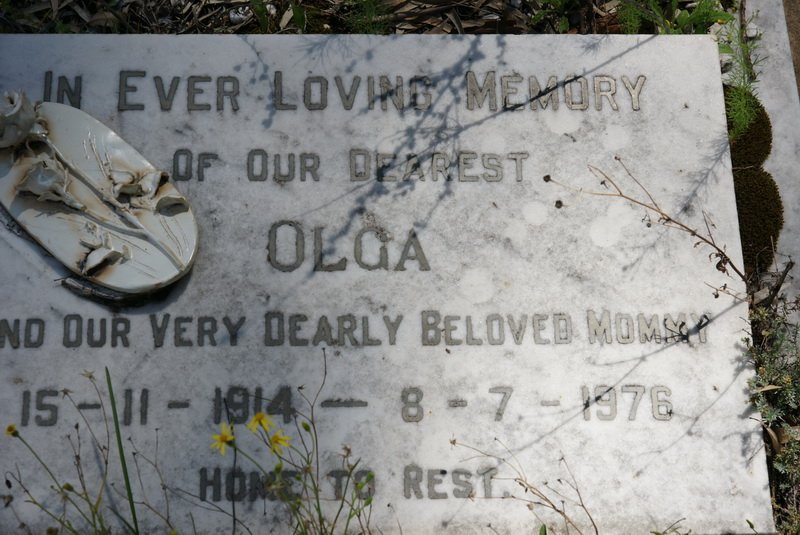 In Ever Loving Memory
Of Our Dearest
Olga
nd Our Very Dearly Beloved Mommy
15 - 11 - 1914 — 8 - 7 - 1976
Home to Rest.